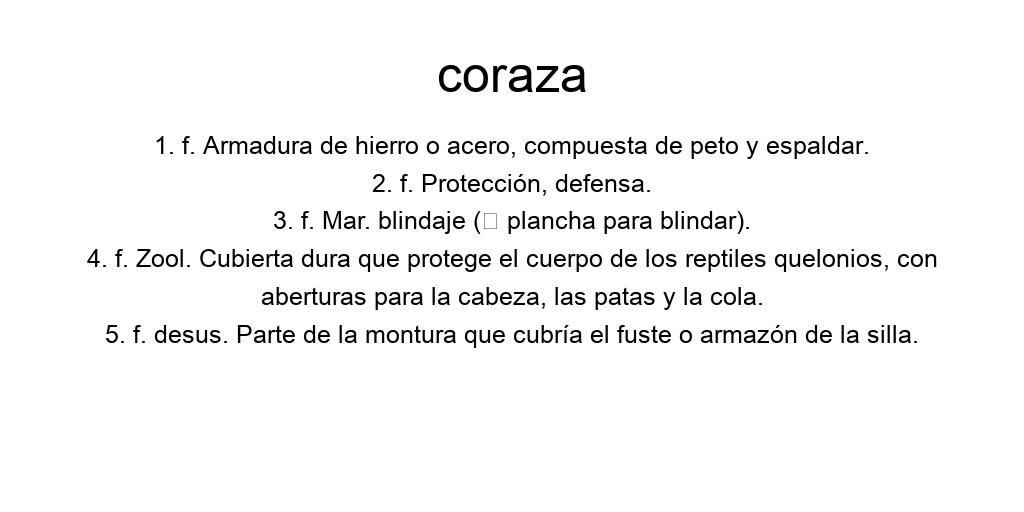 coraza
1. f. Armadura de hierro o acero, compuesta de peto y espaldar.
2. f. Protección, defensa.
3. f. Mar. blindaje (□ plancha para blindar).
4. f. Zool. Cubierta dura que protege el cuerpo de los reptiles quelonios, con
aberturas para la cabeza, las patas y la cola.
5. f. desus. Parte de la montura que cubría el fuste o armazón de la silla.